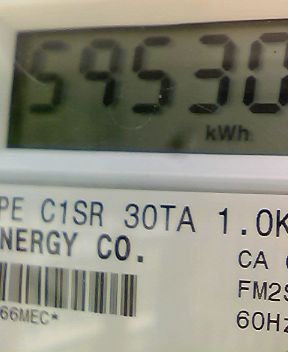 59530
kWh
PE C1SR 30TA 1.0K
NERGY CO.
CA
FM2S
66MEC*
60Hz